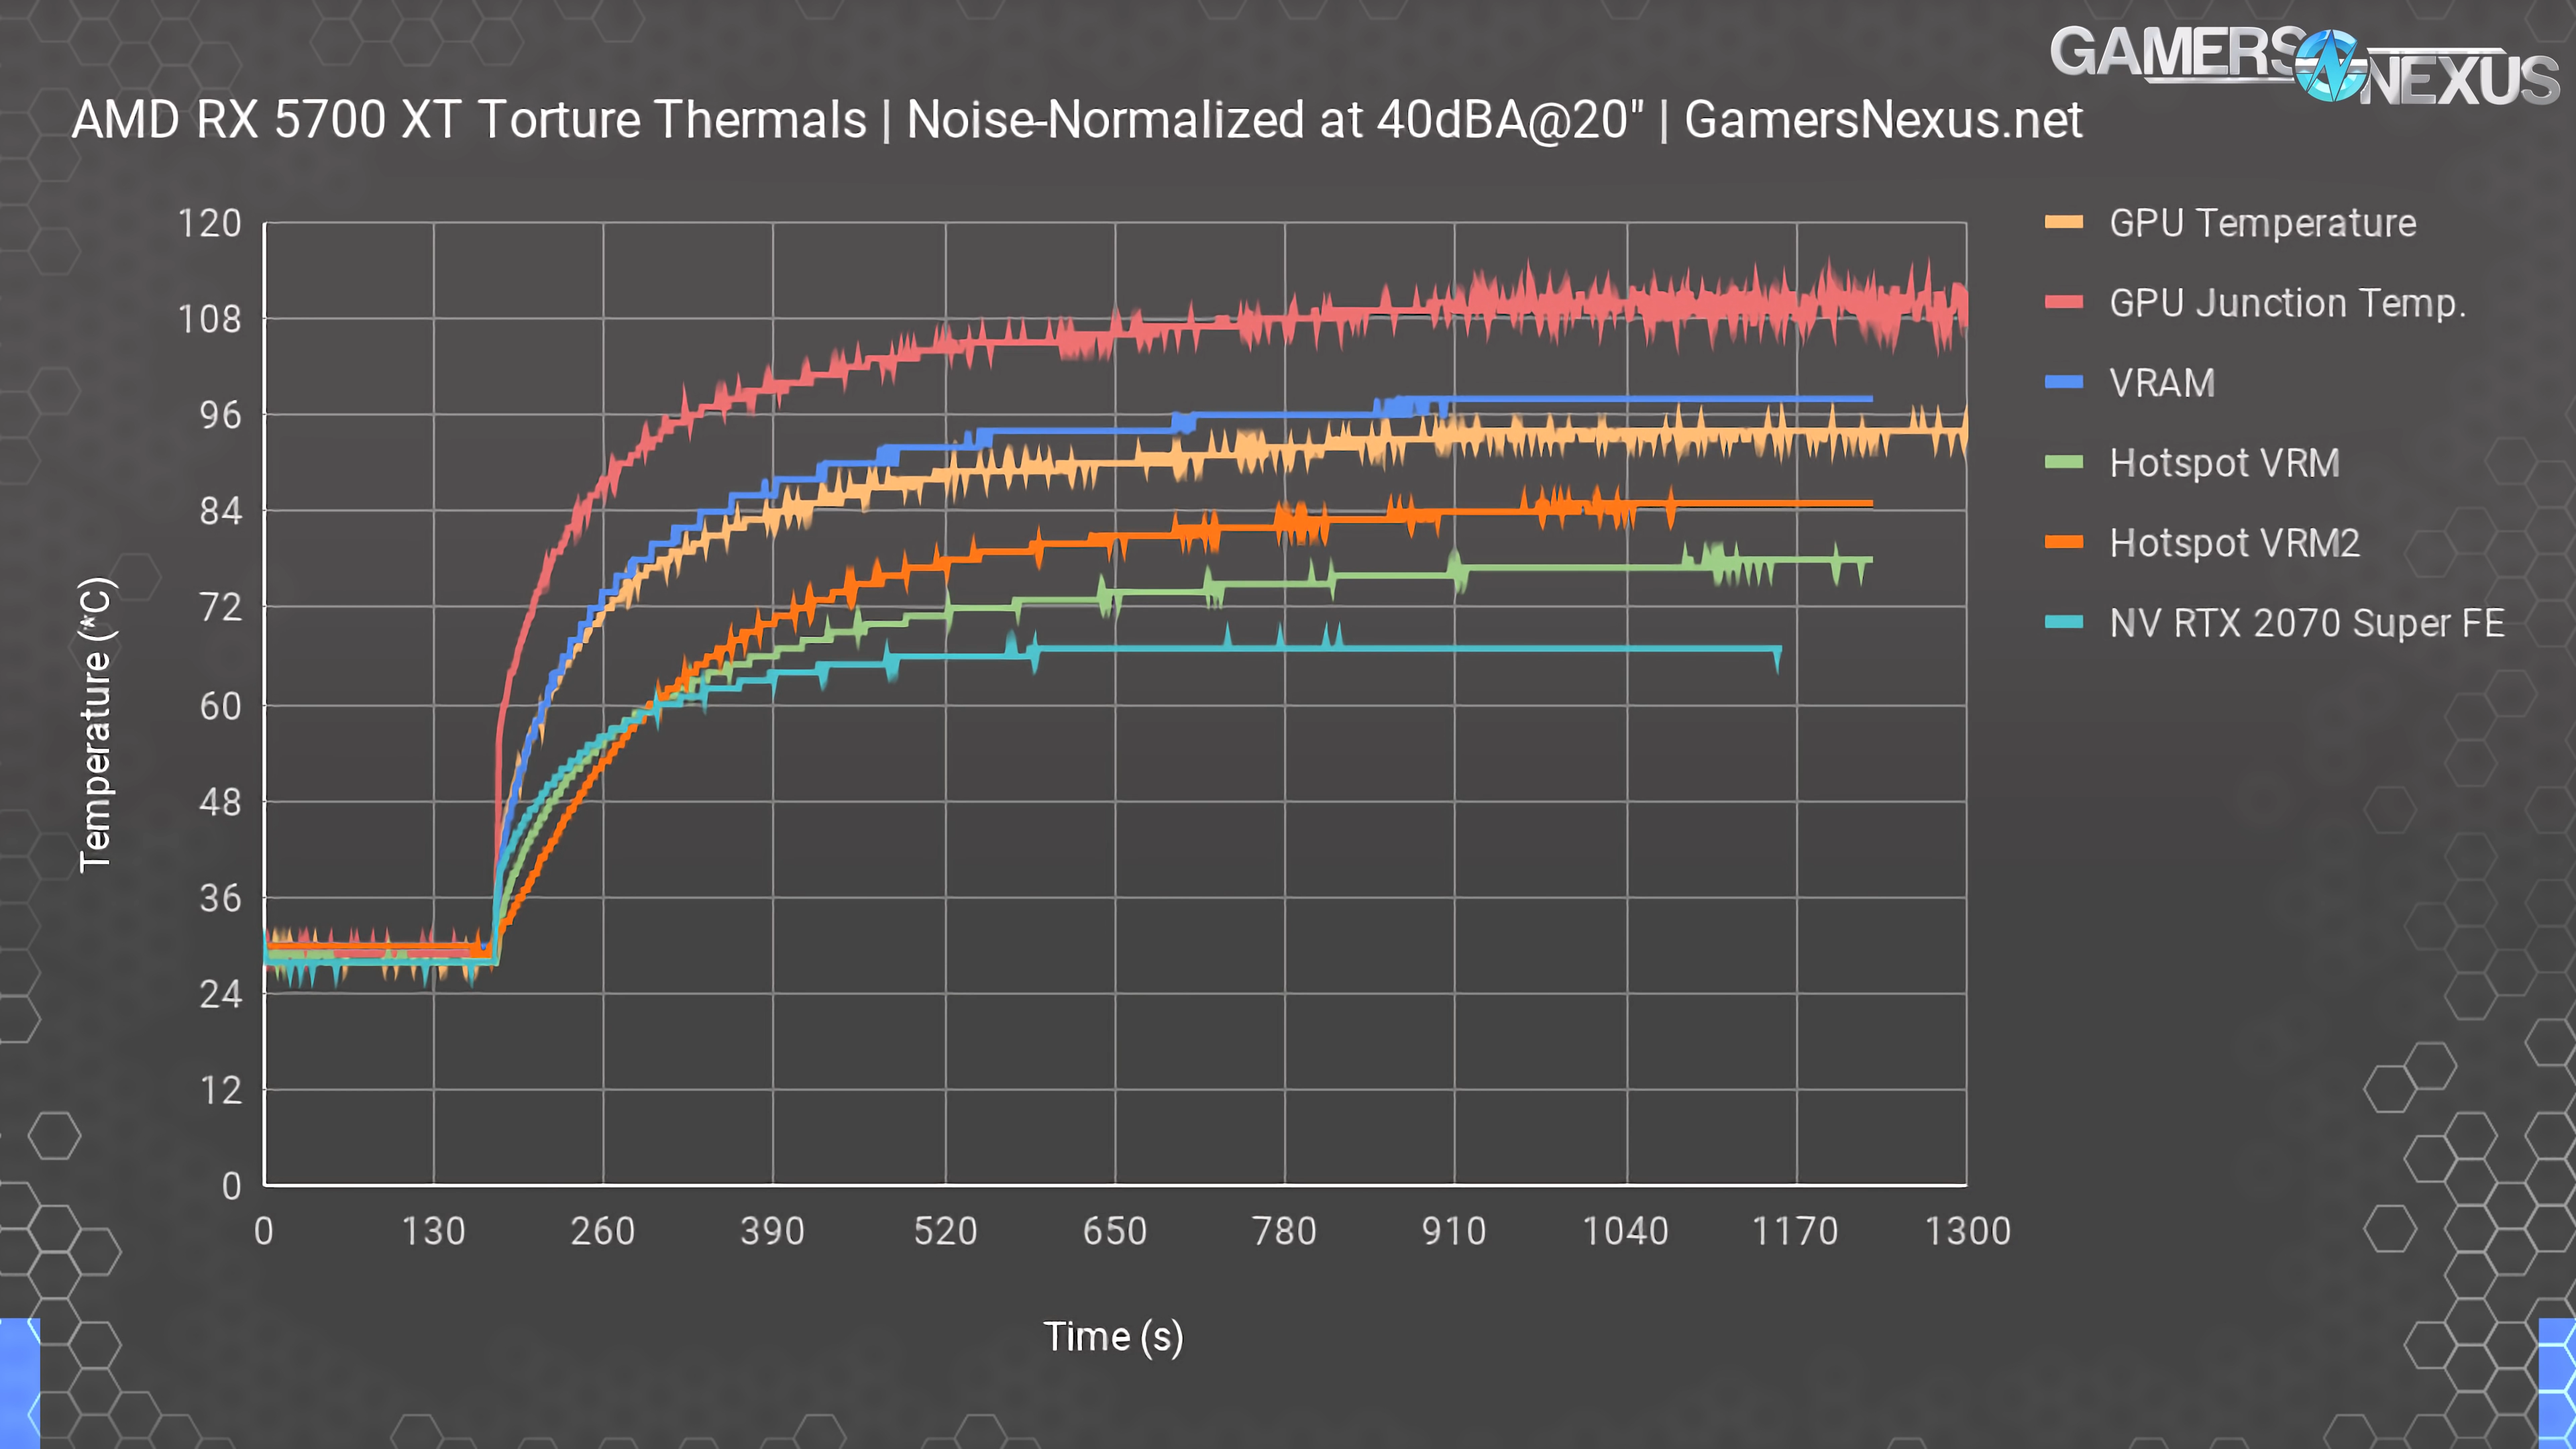 GAMERS NEXUS
AMD RX 5700 XT Torture Thermals | Noise-Normalized at 40dBA@20" | GamersNexus.net
120
108
96
84
72
60
48
36
24
12
0
Temperature (*C)
0 130 260 390 520 650 780 910 1040 1170 1300
Time (s)
GPU Temperature
GPU Junction Temp.
VRAM
Hotspot VRM
Hotspot VRM2
NV RTX 2070 Super FE